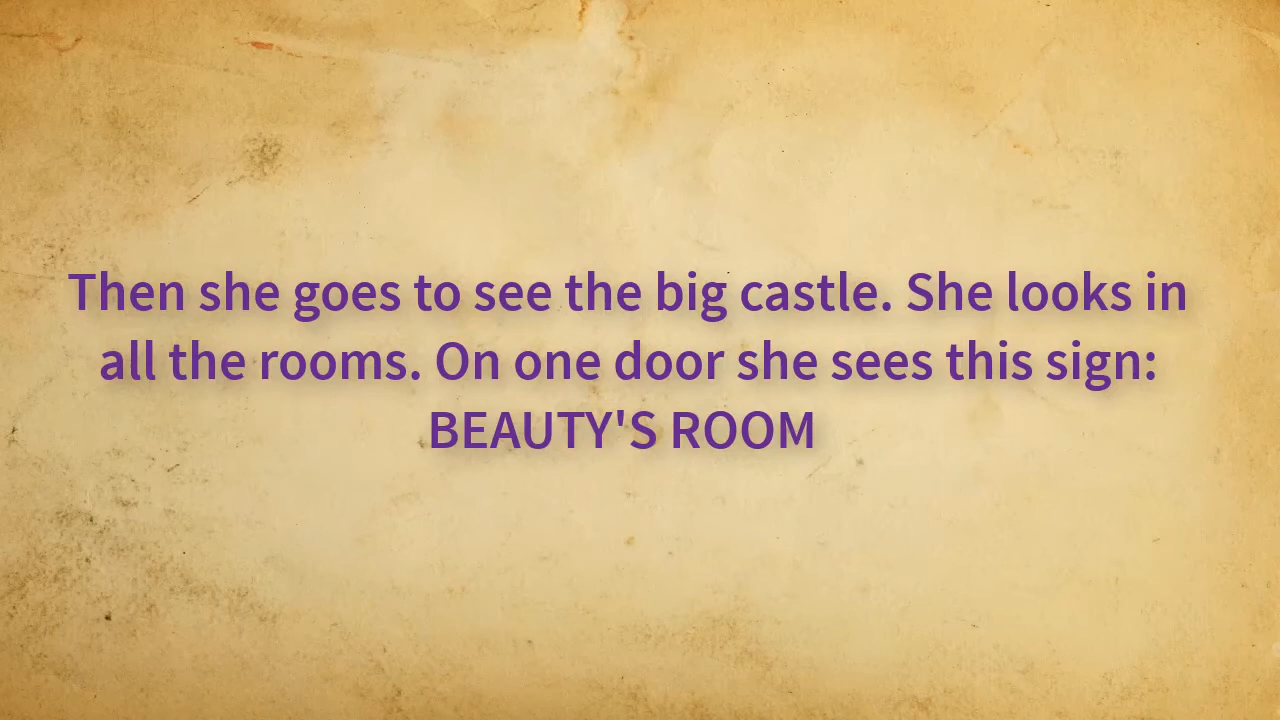 Then she goes to see the big castle. She looks in
all the rooms. On one door she sees this sign:
BEAUTY'S ROOM